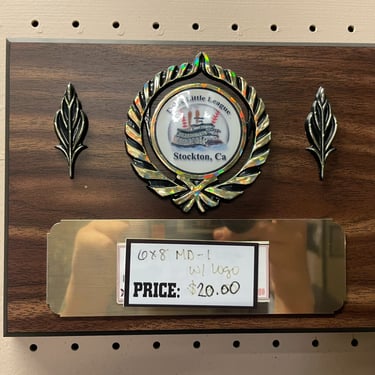 Little League
Stockton, Ca
6x8 MD-1
w/ Logo
PRICE: $20.00